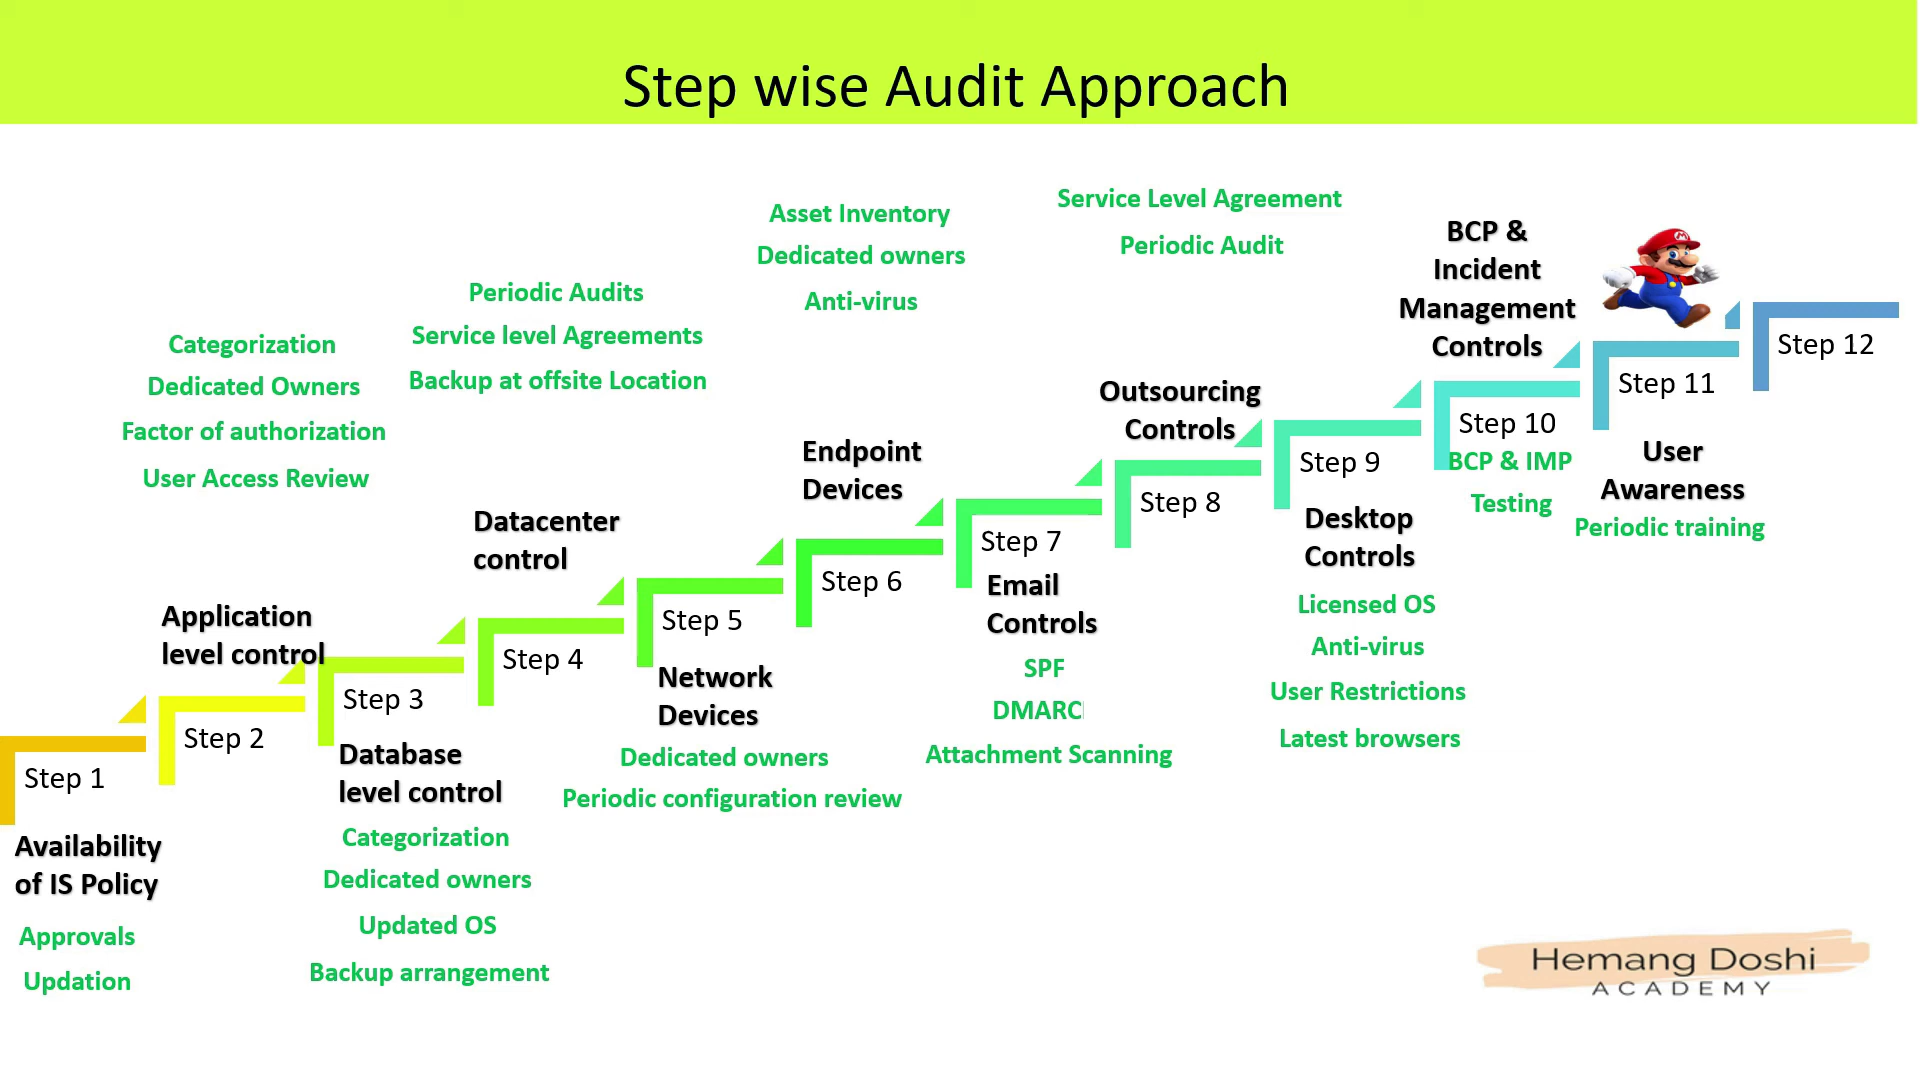 Step wise Audit Approach
Step 1
Availability
of IS Policy
Approvals
Updation
Categorization
Dedicated Owners
Factor of authorization
User Access Review
Application
level control
Step 2
Step 3
Database
level control
Categorization
Dedicated owners
Updated OS
Backup arrangement
Periodic Audits
Service level Agreements
Backup at offsite Location
Datacenter
control
Step 4
Step 5
Network
Devices
Dedicated owners
Periodic configuration review
Asset Inventory
Dedicated owners
Anti-virus
Endpoint
Devices
Step 6
Step 7
Email
Controls
SPF
DMARC
Attachment Scanning
Service Level Agreement
Periodic Audit
Outsourcing
Controls
Step 8
Step 9
Desktop
Controls
Licensed OS
Anti-virus
User Restrictions
Latest browsers
BCP &
Incident
Management
Controls
Step 10
BCP & IMP
Testing
Step 11
User
Awareness
Periodic training
Step 12
Hemang Doshi
ACADEMY